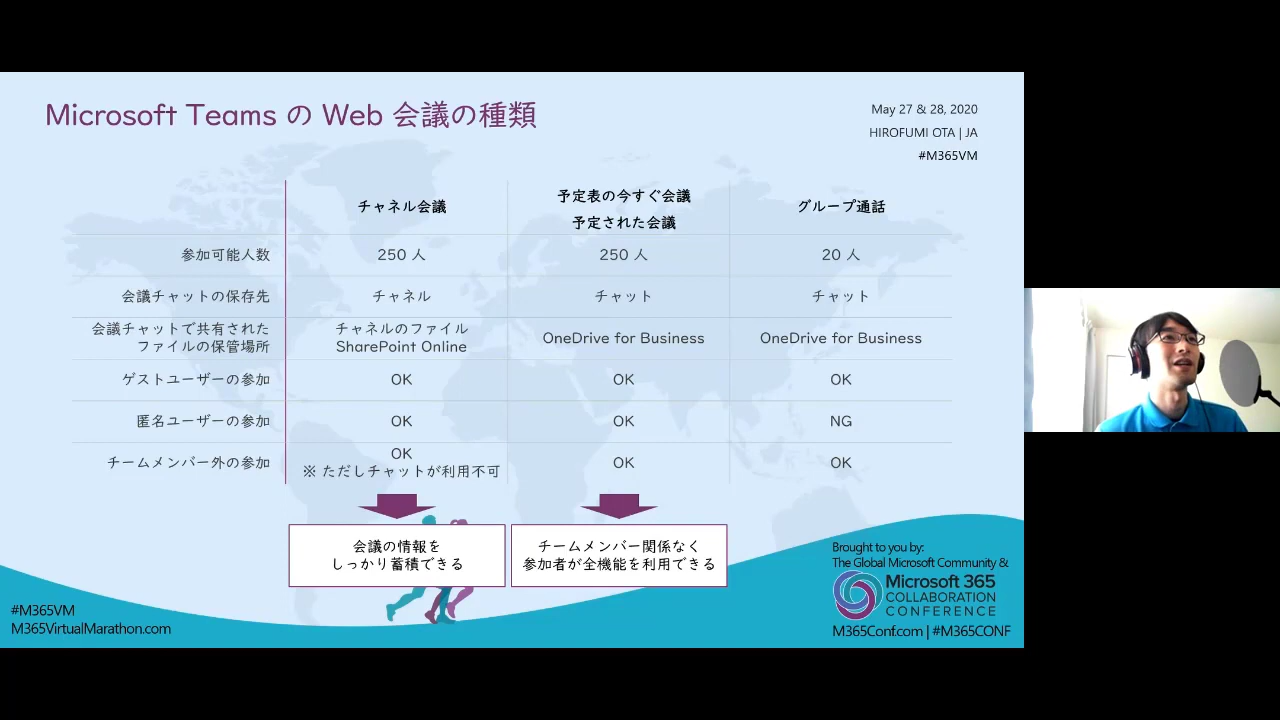 Microsoft Teams の Web 会議の種類
May 27 & 28, 2020
HIROFUMI OTA | JA
#M365VM
チャネル会議
予定表の今すぐ会議
予定された会議
グループ通話
参加可能人数
250 人
250 人
20 人
会議チャットの保存先
チャネル
チャット
チャット
会議チャットで共有された
ファイルの保管場所
チャネルのファイル
SharePoint Online
OneDrive for Business
OneDrive for Business
ゲストユーザーの参加
OK
OK
OK
匿名ユーザーの参加
OK
OK
NG
チームメンバー外の参加
OK
※ ただしチャットが利用不可
OK
OK
会議の情報を
しっかり蓄積できる
チームメンバー関係なく
参加者が全機能を利用できる
#M365VM
M365VirtualMarathon.com
Brought to you by:
The Global Microsoft Community &
Microsoft 365
COLLABORATION
CONFERENCE
M365Conf.com | #M365CONF